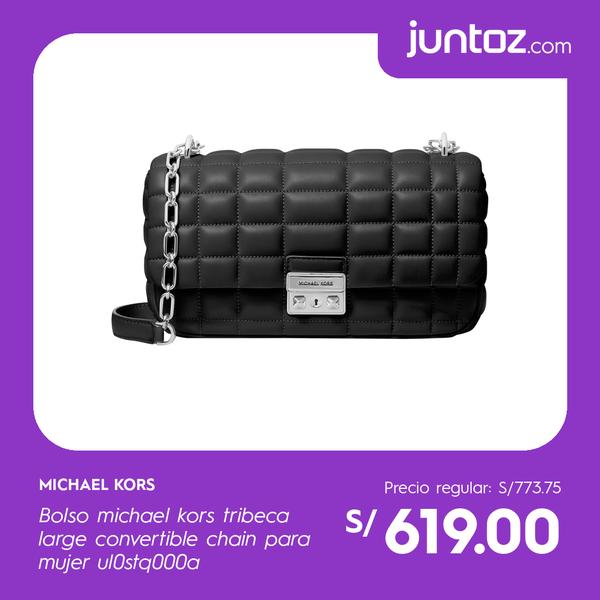 juntoz.com
MICHAEL KORS
MICHAEL KORS
Bolso michael kors tribeca
large convertible chain para
mujer ul0stq000a
Precio regular: S/773.75
S/ 619.00